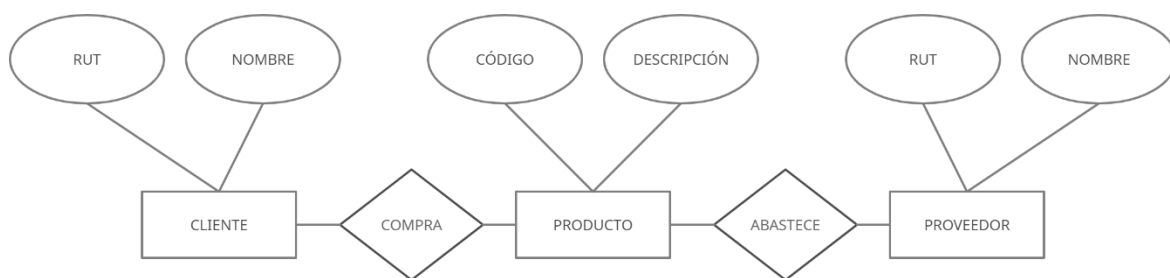 RUT
NOMBRE
CÓDIGO
DESCRIPCIÓN
RUT
NOMBRE
CLIENTE
COMPRA
PRODUCTO
ABASTECE
PROVEEDOR